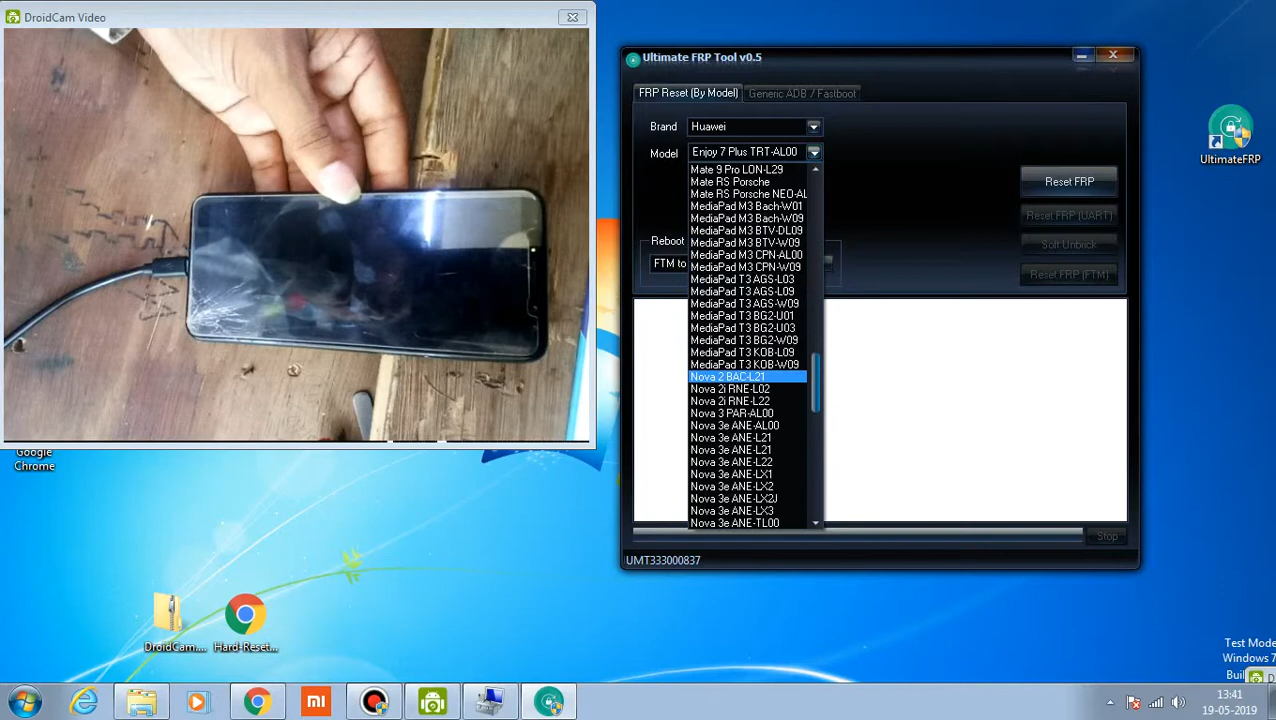 DroidCam Video
Ultimate FRP Tool v0.5
FRP Reset (By Model)
Generic ADB / Fastboot
Brand
Huawei
Model
Enjoy 7 Plus TRT-AL00
Mate 9 Pro LON-L29
Mate RS Porsche
Mate RS Porsche NEO-AL
MediaPad M3 Bach-W01
MediaPad M3 Bach-W09
MediaPad M3 BTV-DL09
MediaPad M3 BTV-W09
MediaPad M3 CPN-AL00
MediaPad M3 CPN-W09
MediaPad T3 AGS-L03
MediaPad T3 AGS-L09
MediaPad T3 AGS-W09
MediaPad T3 BG2-U01
MediaPad T3 BG2-U03
MediaPad T3 BG2-W09
MediaPad T3 KOB-L09
MediaPad T3 KOB-W09
Nova 2 BAC-L21
Nova 2i RNE-L02
Nova 2i RNE-L22
Nova 3 PAR-AL00
Nova 3e ANE-AL00
Nova 3e ANE-L21
Nova 3e ANE-L21
Nova 3e ANE-L22
Nova 3e ANE-LX1
Nova 3e ANE-LX2
Nova 3e ANE-LX2J
Nova 3e ANE-LX3
Nova 3e ANE-TL00
Reboot
FTM to
Reset FRP
Reset FRP (UART)
Soft Unbrick
Reset FRP (FTM)
Stop
UMT333000837
UltimateFRP
Google
Chrome
DroidCam....
Hard-Reset...
Test Mode
Windows 7
Buil
D
mi
13:41
19-05-2019